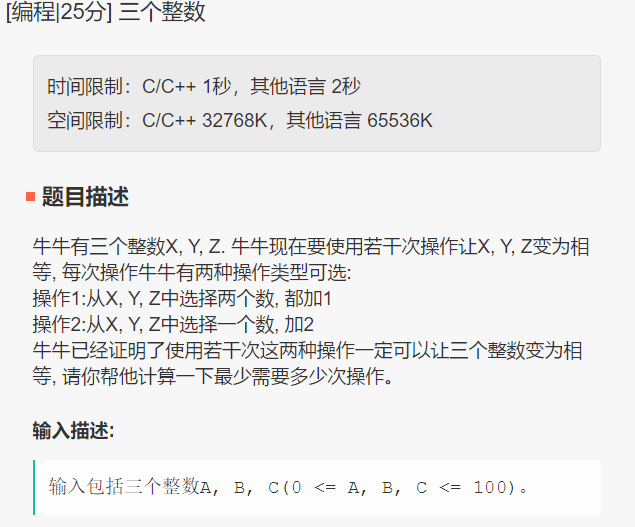 [编程|25分] 三个整数
时间限制：C/C++ 1秒，其他语言 2秒
空间限制：C/C++ 32768K，其他语言 65536K
题目描述
牛牛有三个整数X, Y, Z. 牛牛现在要使用若干次操作让X, Y, Z变为相
等, 每次操作牛牛有两种操作类型可选:
操作1:从X, Y, Z中选择两个数, 都加1
操作2:从X, Y, Z中选择一个数, 加2
牛牛已经证明了使用若干次这两种操作一定可以让三个整数变为相
等, 请你帮他计算一下最少需要多少次操作。
输入描述:
输入包括三个整数A, B, C(0 <= A, B, C <= 100)。